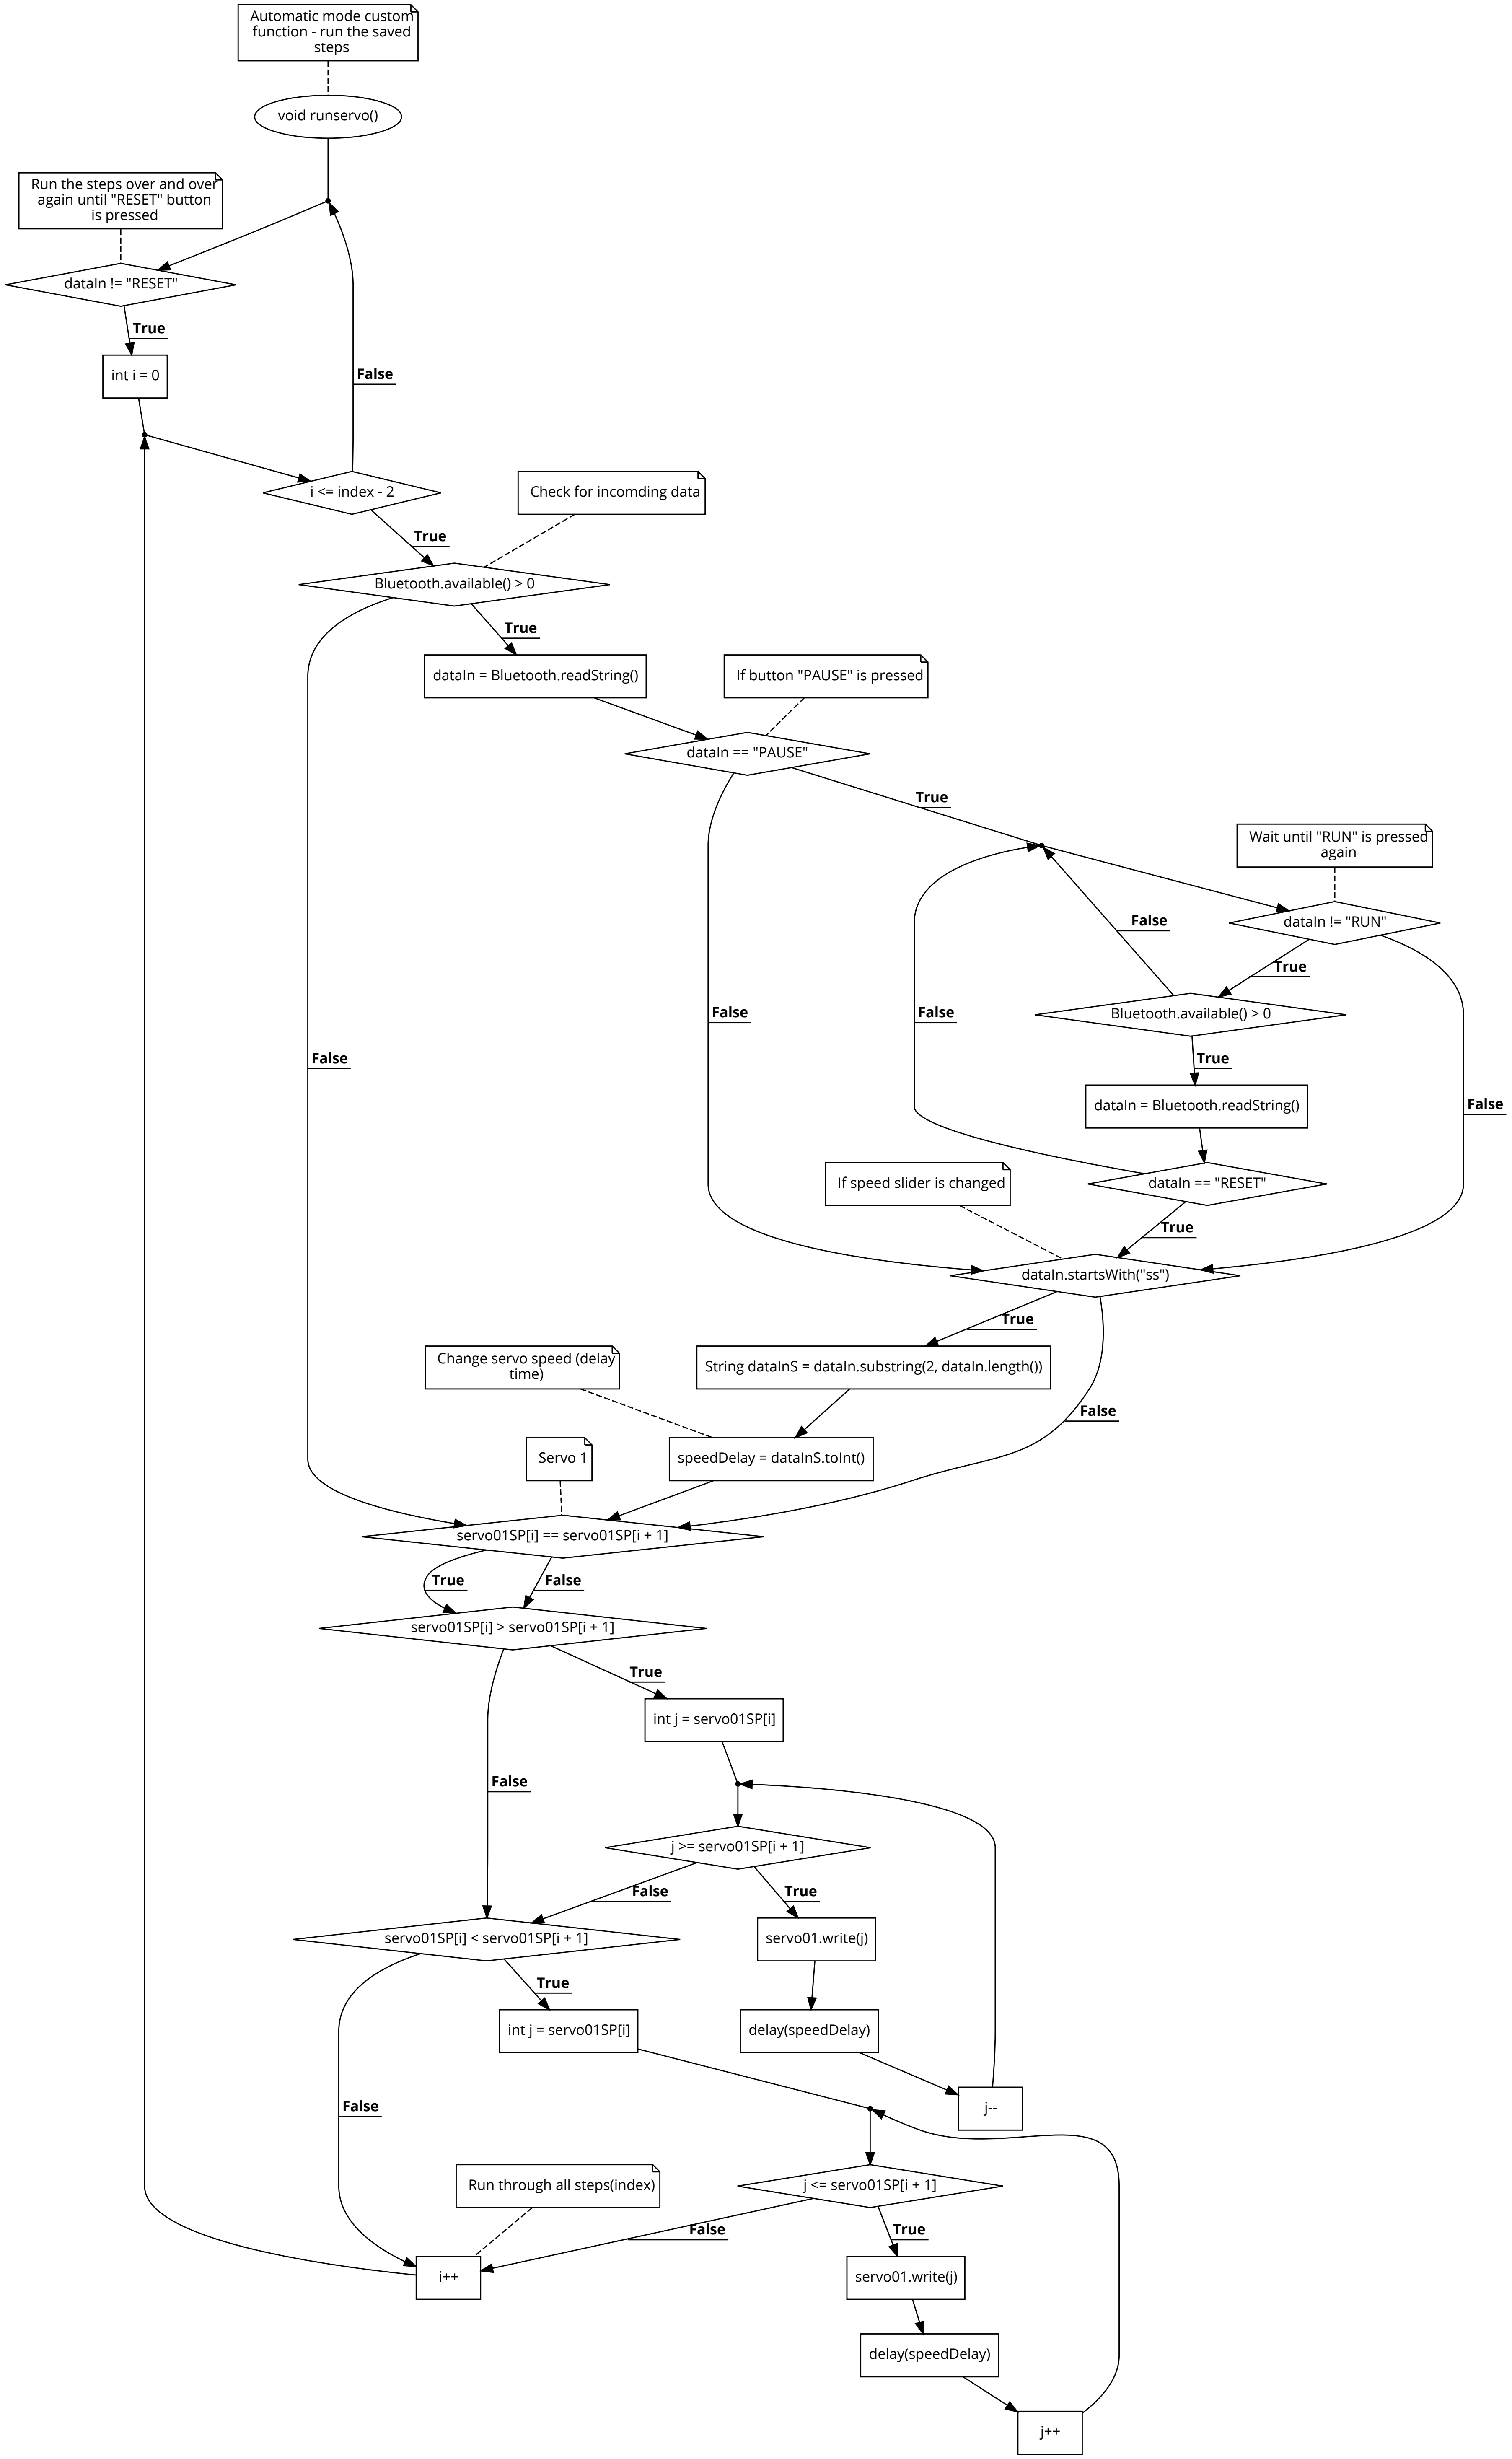 Automatic mode custom
function - run the saved
steps
void runservo()
Run the steps over and over
again until "RESET" button
is pressed
dataIn != "RESET"
True
int i = 0
False
i <= index - 2
Check for incomding data
True
Bluetooth.available() > 0
True
dataIn = Bluetooth.readString()
If button "PAUSE" is pressed
dataIn == "PAUSE"
True
Wait until "RUN" is pressed
again
dataIn != "RUN"
False
True
False
Bluetooth.available() > 0
False
False
True
dataIn = Bluetooth.readString()
False
If speed slider is changed
dataIn == "RESET"
True
dataIn.startsWith("ss")
True
Change servo speed (delay
time)
String dataInS = dataIn.substring(2, dataIn.length())
False
Servo 1
speedDelay = dataInS.toInt()
servo01SP[i] == servo01SP[i + 1]
True
False
servo01SP[i] > servo01SP[i + 1]
True
int j = servo01SP[i]
False
j >= servo01SP[i + 1]
False
True
servo01SP[i] < servo01SP[i + 1]
servo01.write(j)
True
int j = servo01SP[i]
delay(speedDelay)
False
j--
Run through all steps(index)
j <= servo01SP[i + 1]
False
True
i++
servo01.write(j)
delay(speedDelay)
j++